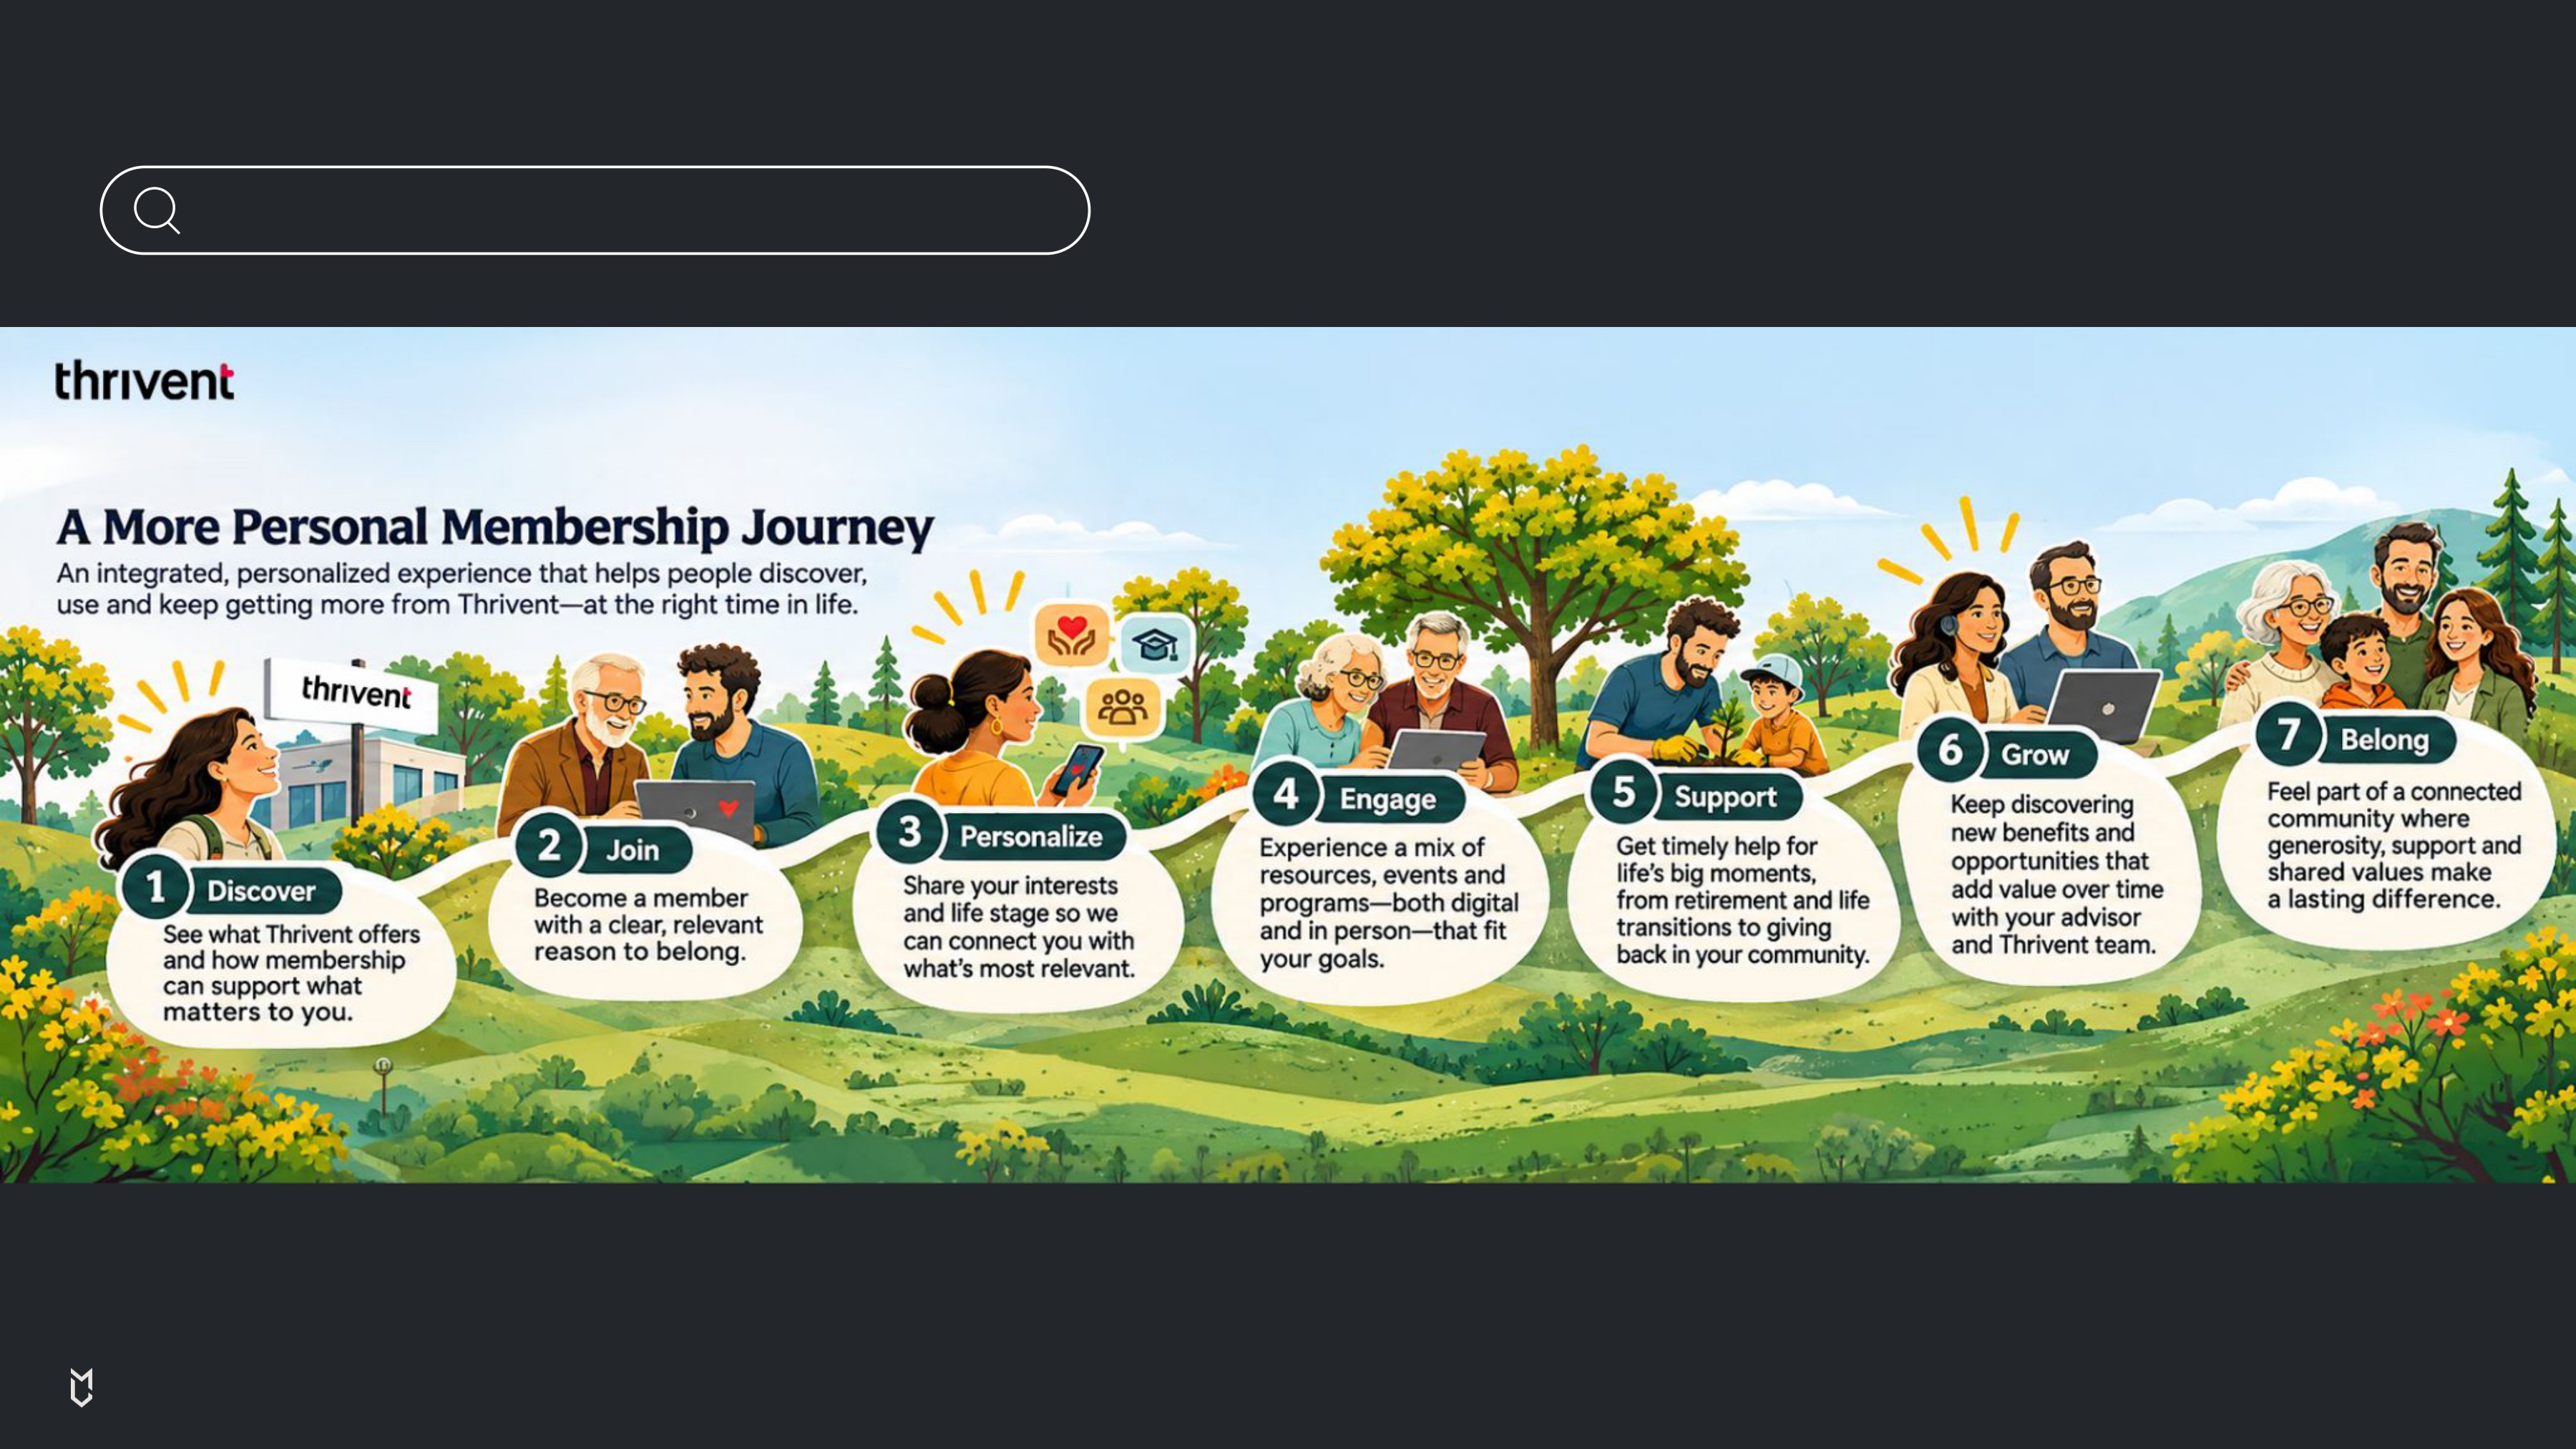 thrivent
A More Personal Membership Journey
An integrated, personalized experience that helps people discover,
use and keep getting more from Thrivent—at the right time in life.
thrivent
1 Discover
See what Thrivent offers
and how membership
can support what
matters to you.
2 Join
Become a member
with a clear, relevant
reason to belong.
3 Personalize
Share your interests
and life stage so we
can connect you with
what's most relevant.
4 Engage
Experience a mix of
resources, events and
programs—both digital
and in person—that fit
your goals.
5 Support
Get timely help for
life's big moments,
from retirement and life
transitions to giving
back in your community.
6 Grow
Keep discovering
new benefits and
opportunities that
add value over time
with your advisor
and Thrivent team.
7 Belong
Feel part of a connected
community where
generosity, support and
shared values make
a lasting difference.